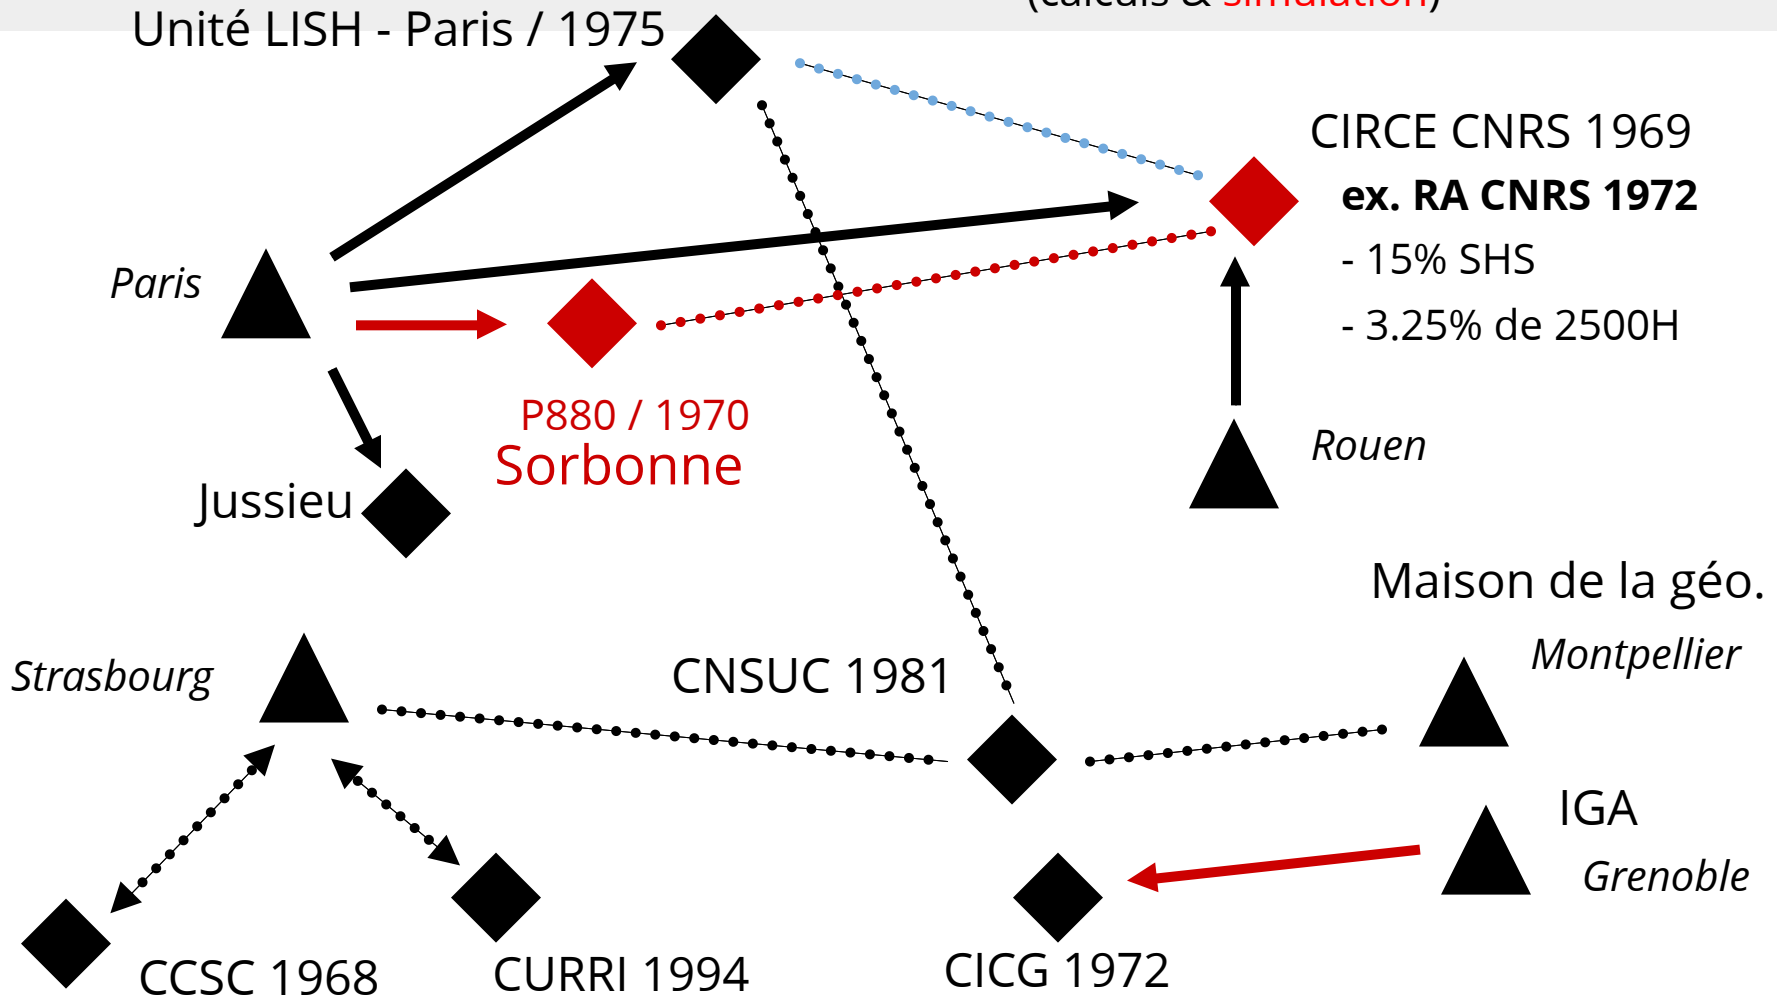 (calculs & simulation)
Unité LISH - Paris / 1975
CIRCE CNRS 1969
ex. RA CNRS 1972
- 15% SHS
- 3.25% de 2500H
Paris
P880 / 1970
Sorbonne
Rouen
Jussieu
Maison de la géo.
Montpellier
Strasbourg
CNSUC 1981
IGA
Grenoble
CCSC 1968
CURRI 1994
CICG 1972